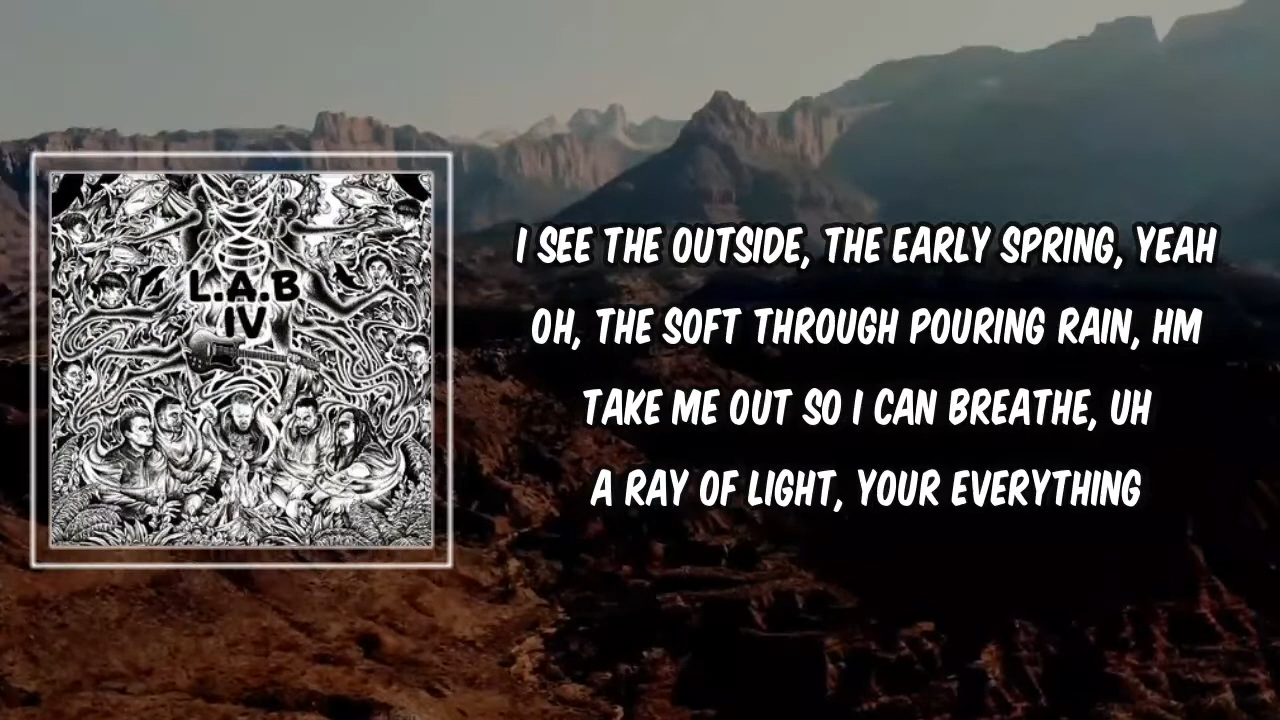 L.A.B
IV
I SEE THE OUTSIDE, THE EARLY SPRING, YEAH
OH, THE SOFT THROUGH POURING RAIN, HM
TAKE ME OUT SO I CAN BREATHE, UH
A RAY OF LIGHT, YOUR EVERYTHING